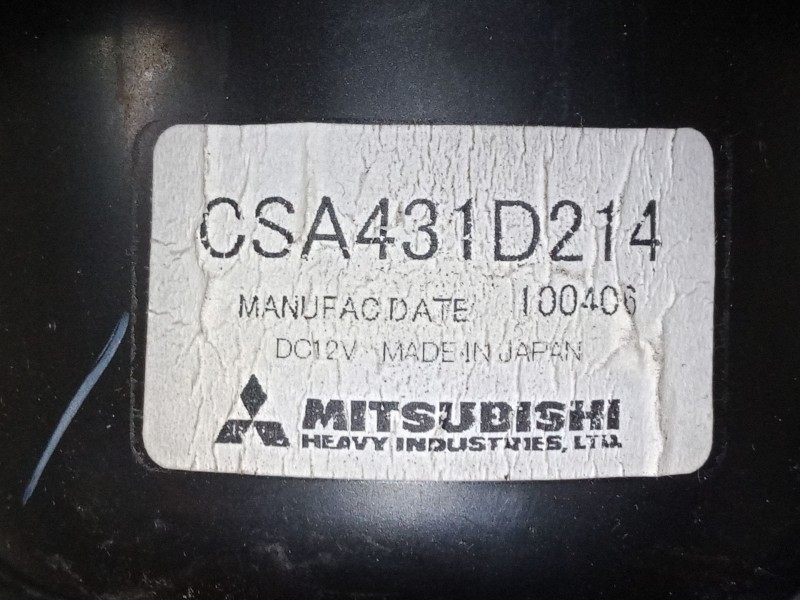 CSA431D214
MANUFAC DATE 100406
DC12V MADE IN JAPAN
MITSUBISHI
HEAVY INDUSTRIES, LTD.